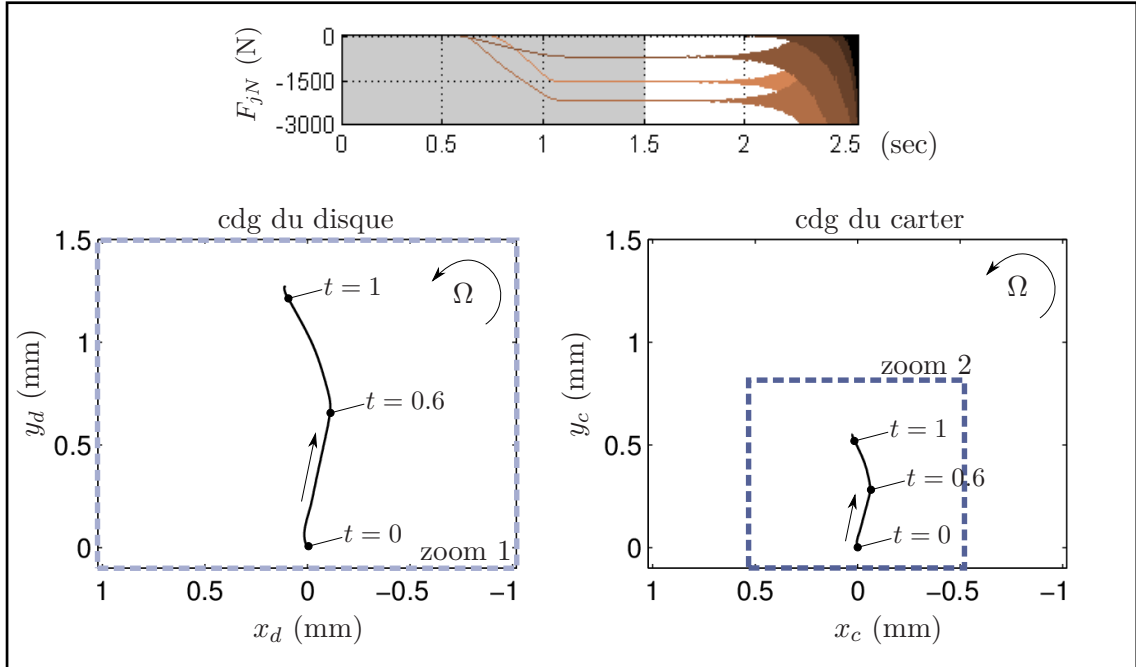 F_{jN} (N)
0
-1500
-3000
0 0.5 1 1.5 2 2.5 (sec)
cdg du disque
1.5
1
0.5
0
y_d (mm)
Ω
t = 1
t = 0.6
t = 0
zoom 1
1 0.5 0 −0.5 −1
x_d (mm)
cdg du carter
1.5
1
0.5
0
y_c (mm)
Ω
zoom 2
t = 1
t = 0.6
t = 0
1 0.5 0 −0.5 −1
x_c (mm)